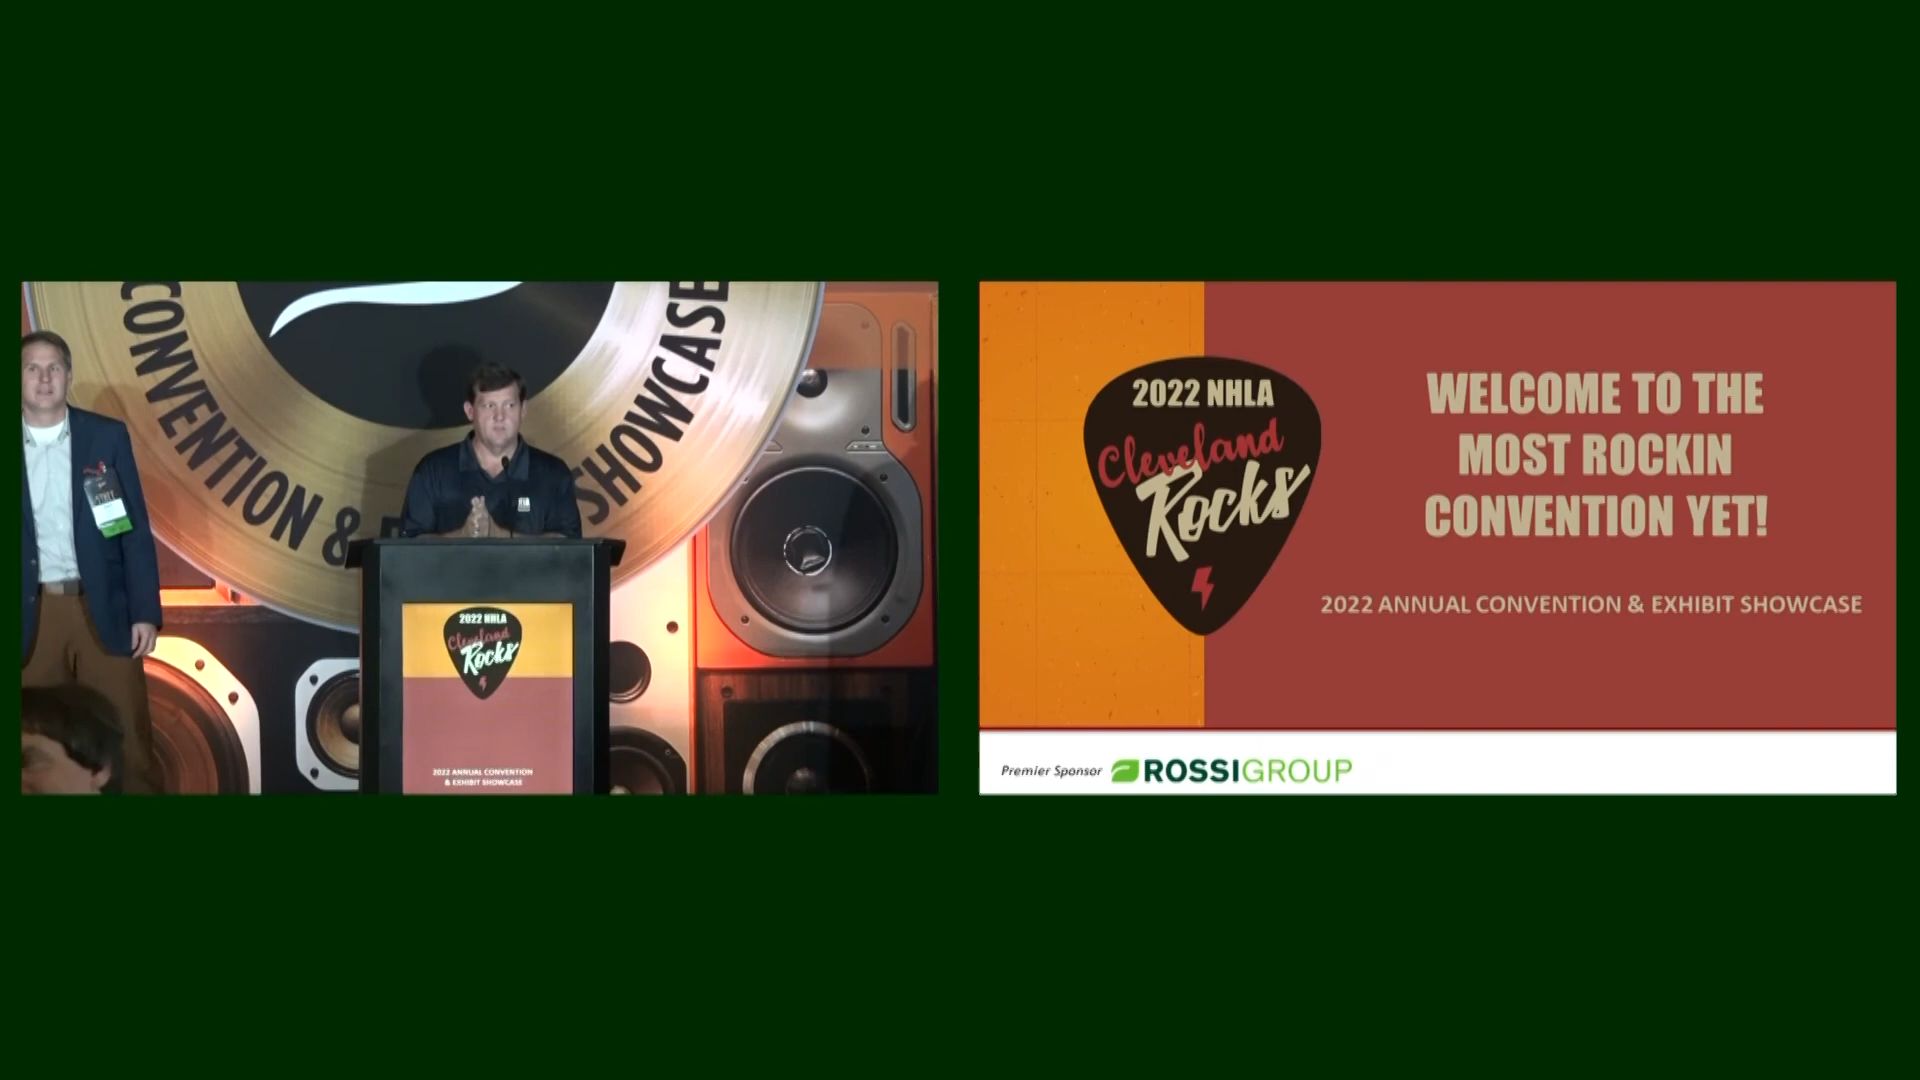 CONVENTION &
SHOWCASE
2022 NHLA
Cleveland
Rocks
2022 ANNUAL CONVENTION
& EXHIBIT SHOWCASE
2022 NHLA
Cleveland
Rocks
WELCOME TO THE
MOST ROCKIN
CONVENTION YET!
2022 ANNUAL CONVENTION & EXHIBIT SHOWCASE
Premier Sponsor ROSSIGROUP